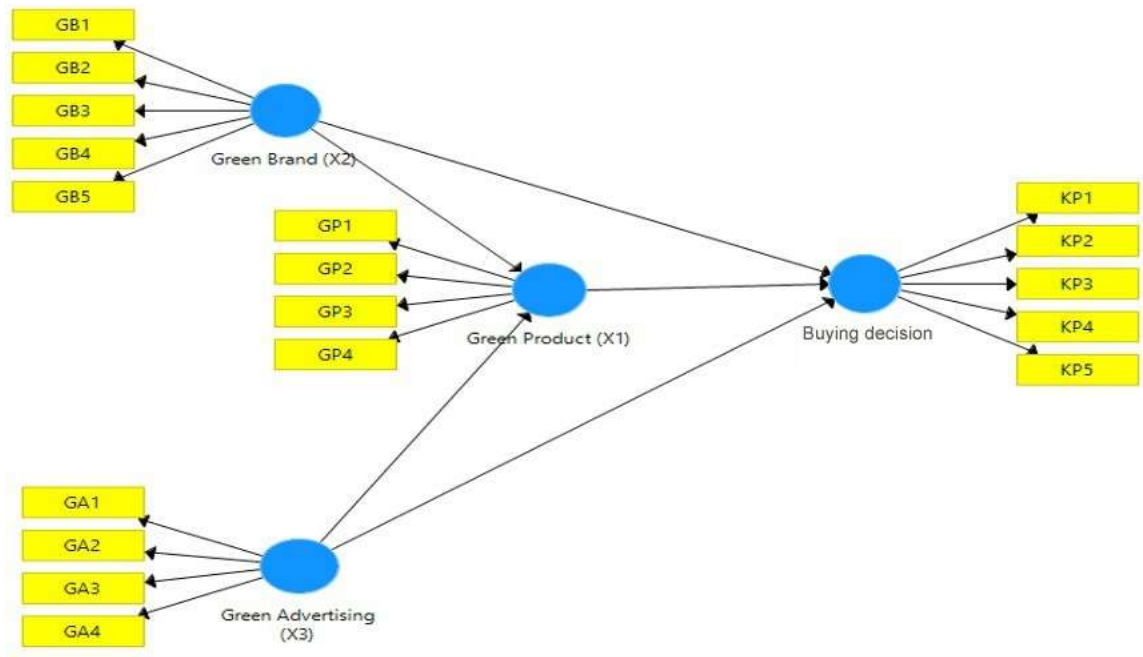 GB1
GB2
GB3
GB4
GB5
Green Brand (X2)
GP1
GP2
GP3
GP4
Green Product (X1)
KP1
KP2
KP3
KP4
KP5
Buying decision
GA1
GA2
GA3
GA4
Green Advertising
(X3)